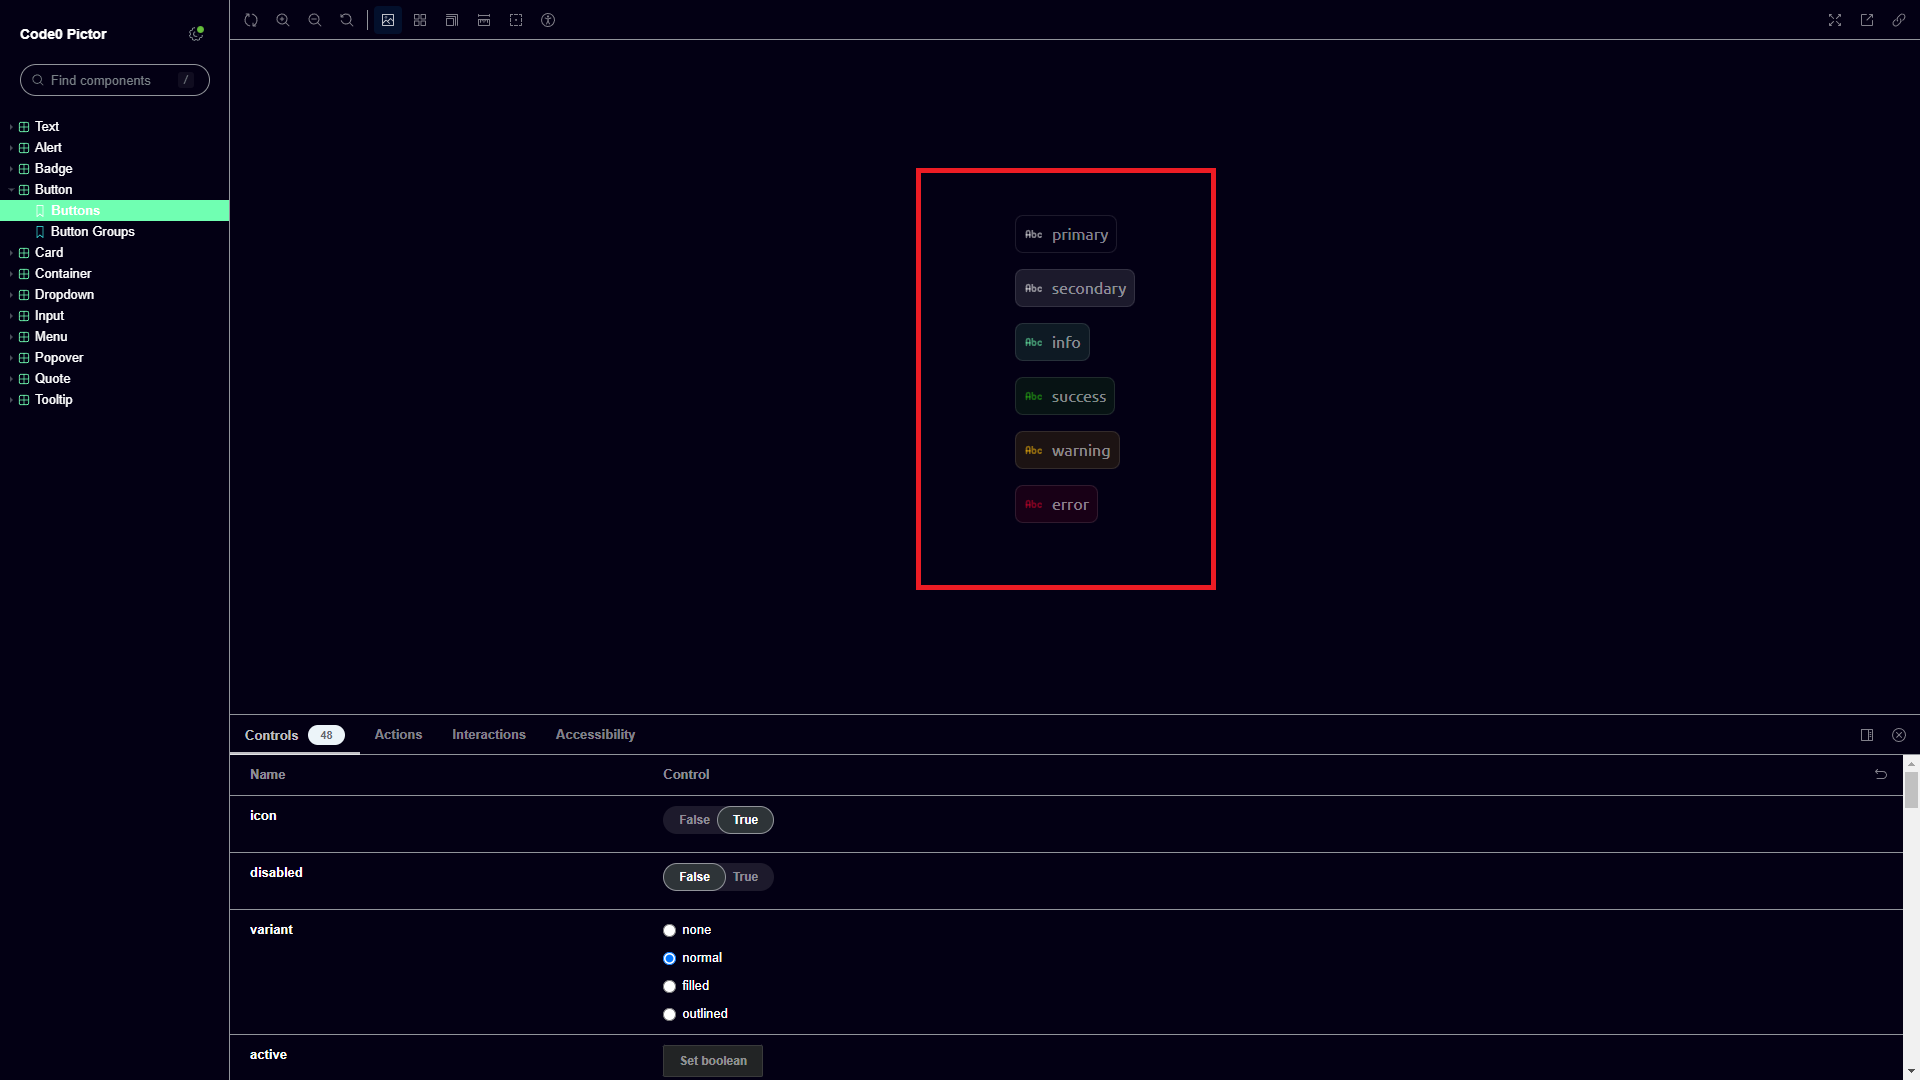 Code0 Pictor
Find components /
Text
Alert
Badge
Button
Buttons
Button Groups
Card
Container
Dropdown
Input
Menu
Popover
Quote
Tooltip
Abc primary
Abc secondary
Abc info
Abc success
Abc warning
Abc error
Controls 48 Actions Interactions Accessibility
Name Control
icon False True
disabled False True
variant none
normal
filled
outlined
active Set boolean